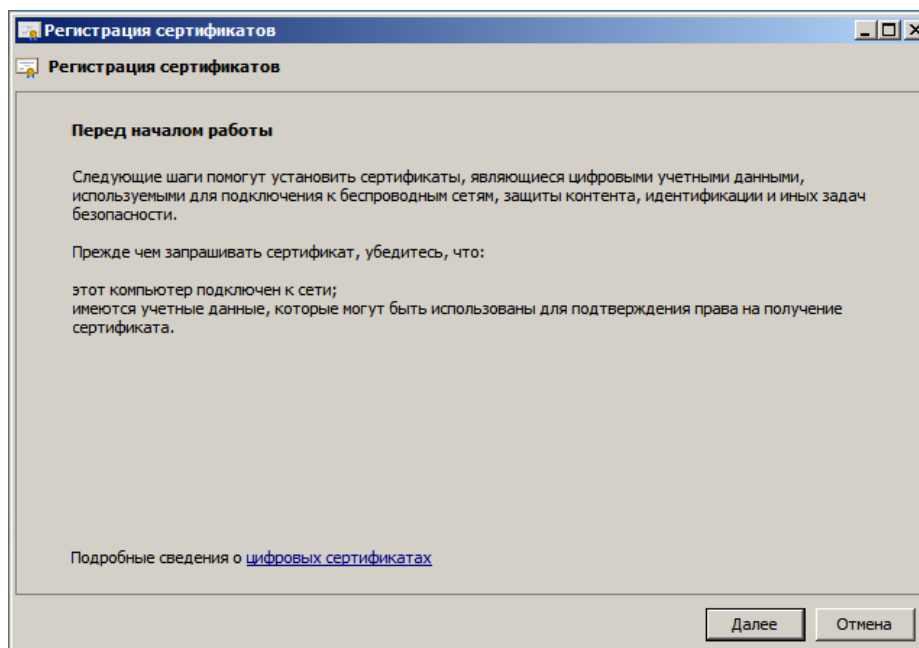 Регистрация сертификатов
Регистрация сертификатов
Перед началом работы
Следующие шаги помогут установить сертификаты, являющиеся цифровыми учетными данными,
используемыми для подключения к беспроводным сетям, защиты контента, идентификации и иных задач
безопасности.
Прежде чем запрашивать сертификат, убедитесь, что:
этот компьютер подключен к сети;
имеются учетные данные, которые могут быть использованы для подтверждения права на получение
сертификата.
Подробные сведения о цифровых сертификатах
Далее Отмена